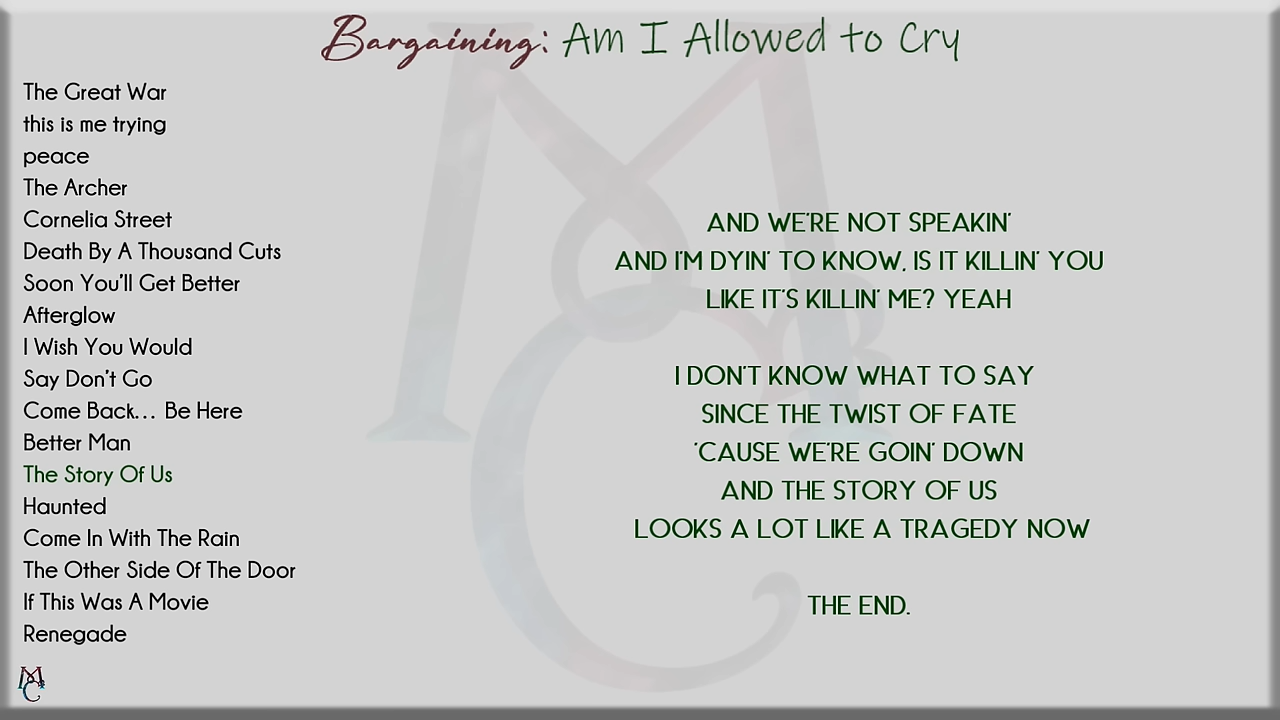 Bargaining: Am I Allowed to Cry
The Great War
this is me trying
peace
The Archer
Cornelia Street
Death By A Thousand Cuts
Soon You'll Get Better
Afterglow
I Wish You Would
Say Don't Go
Come Back... Be Here
Better Man
The Story Of Us
Haunted
Come In With The Rain
The Other Side Of The Door
If This Was A Movie
Renegade
AND WE'RE NOT SPEAKIN'
AND I'M DYIN' TO KNOW, IS IT KILLIN' YOU
LIKE IT'S KILLIN' ME? YEAH
I DON'T KNOW WHAT TO SAY
SINCE THE TWIST OF FATE
'CAUSE WE'RE GOIN' DOWN
AND THE STORY OF US
LOOKS A LOT LIKE A TRAGEDY NOW
THE END.